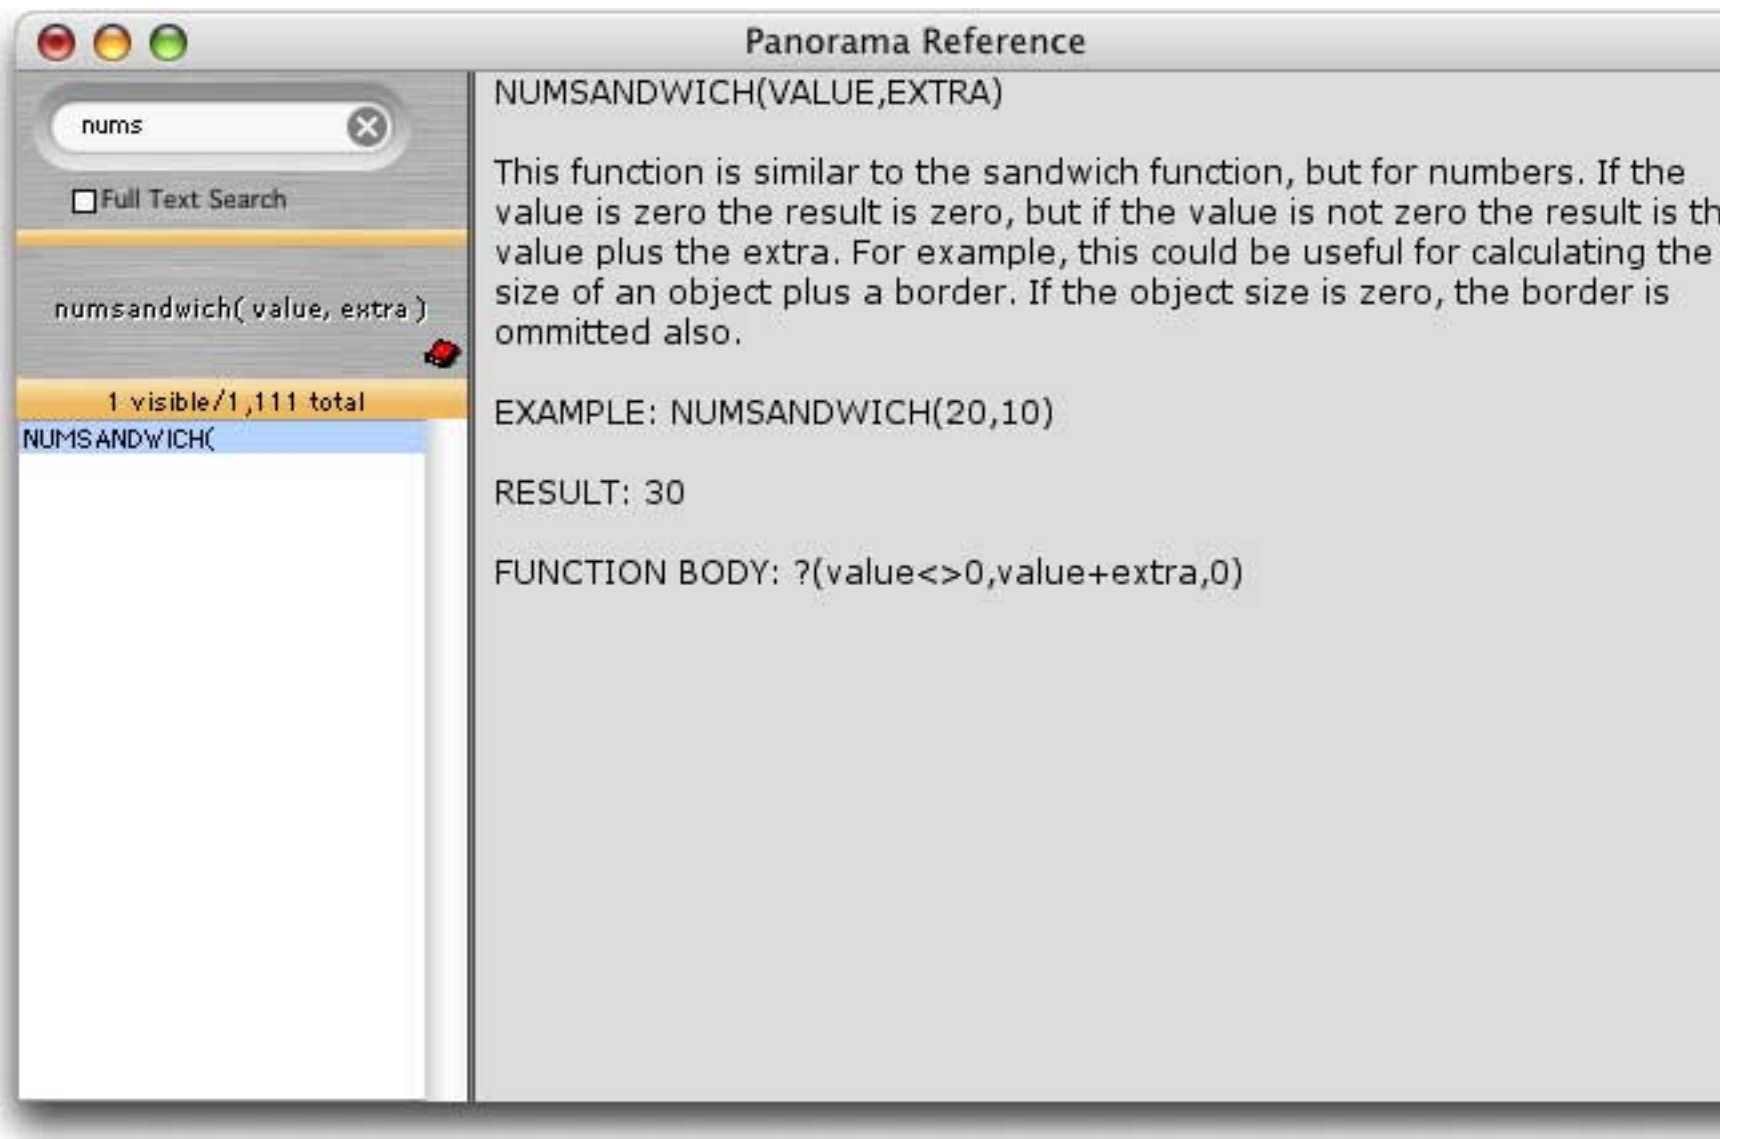 Panorama Reference
nums
Full Text Search
numsandwich( value, extra )
1 visible/1,111 total
NUMSANDWICH(
NUMSANDWICH(VALUE,EXTRA)
This function is similar to the sandwich function, but for numbers. If the
value is zero the result is zero, but if the value is not zero the result is th
value plus the extra. For example, this could be useful for calculating the
size of an object plus a border. If the object size is zero, the border is
ommitted also.
EXAMPLE: NUMSANDWICH(20,10)
RESULT: 30
FUNCTION BODY: ?(value<>0,value+extra,0)